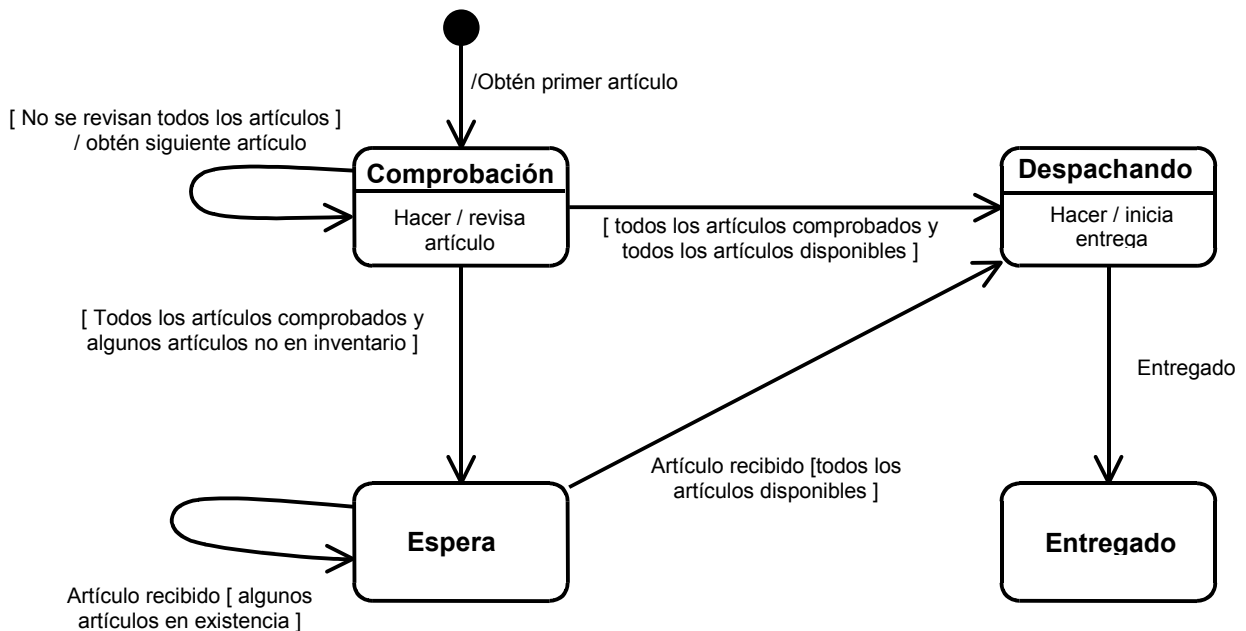 /Obtén primer artículo
[ No se revisan todos los artículos ]
/ obtén siguiente artículo
Comprobación
Hacer / revisa
artículo
Despachando
Hacer / inicia
entrega
[ todos los artículos comprobados y
todos los artículos disponibles ]
[ Todos los artículos comprobados y
algunos artículos no en inventario ]
Entregado
Artículo recibido [todos los
artículos disponibles ]
Espera
Entregado
Artículo recibido [ algunos
artículos en existencia ]